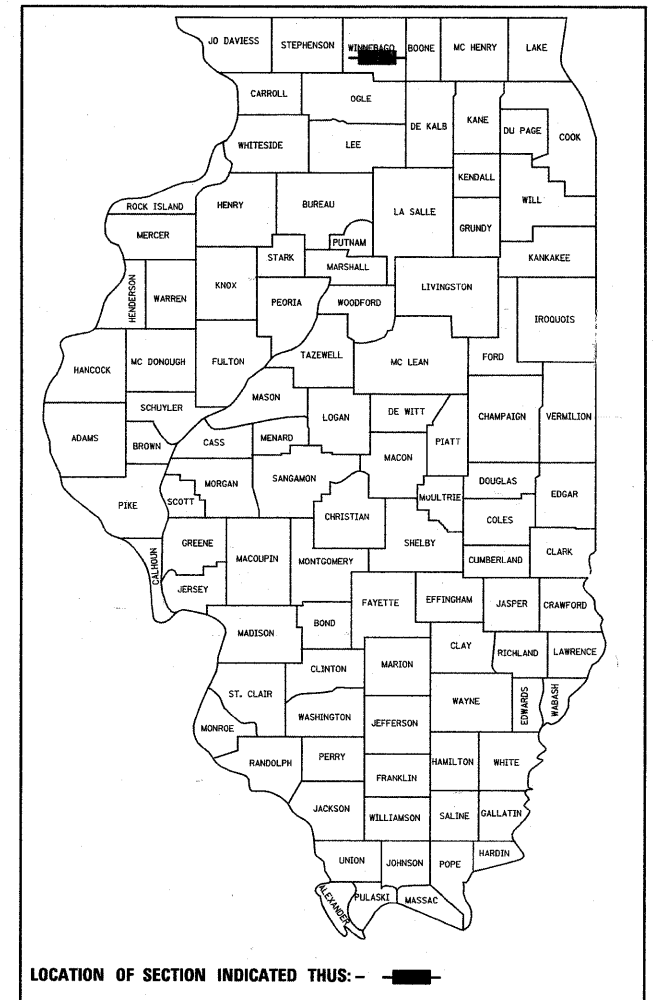 JO DAVIESS
STEPHENSON
WINNEBAGO
BOONE
MC HENRY
LAKE
CARROLL
OGLE
DE KALB
KANE
DU PAGE
COOK
WHITESIDE
LEE
KENDALL
WILL
ROCK ISLAND
HENRY
BUREAU
LA SALLE
GRUNDY
MERCER
PUTNAM
STARK
MARSHALL
KANKAKEE
HENDERSON
WARREN
KNOX
PEORIA
WOODFORD
LIVINGSTON
IROQUOIS
HANCOCK
MC DONOUGH
FULTON
TAZEWELL
MC LEAN
FORD
SCHUYLER
MASON
LOGAN
DE WITT
CHAMPAIGN
VERMILION
ADAMS
BROWN
CASS
MENARD
MACON
PIATT
PIKE
SCOTT
MORGAN
SANGAMON
MOULTRIE
DOUGLAS
EDGAR
CHRISTIAN
COLES
CALHOUN
GREENE
MACOUPIN
MONTGOMERY
SHELBY
CUMBERLAND
CLARK
JERSEY
FAYETTE
EFFINGHAM
JASPER
CRAWFORD
MADISON
BOND
CLAY
RICHLAND
LAWRENCE
CLINTON
MARION
ST. CLAIR
WAYNE
EDWARDS
WABASH
MONROE
WASHINGTON
JEFFERSON
RANDOLPH
PERRY
HAMILTON
WHITE
FRANKLIN
JACKSON
WILLIAMSON
SALINE
GALLATIN
UNION
JOHNSON
POPE
HARDIN
ALEXANDER
PULASKI
MASSAC
LOCATION OF SECTION INDICATED THUS: -